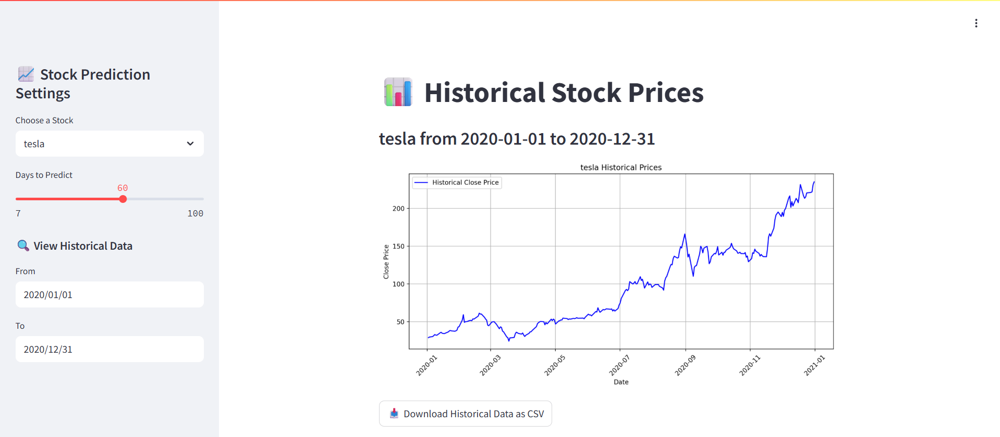 Stock Prediction
Settings
Choose a Stock
tesla
Days to Predict
60
7 100
View Historical Data
From
2020/01/01
To
2020/12/31
Historical Stock Prices
tesla from 2020-01-01 to 2020-12-31
tesla Historical Prices
Historical Close Price
Close Price
200
150
100
50
2020-01 2020-03 2020-05 2020-07 2020-09 2020-11 2021-01
Date
Download Historical Data as CSV